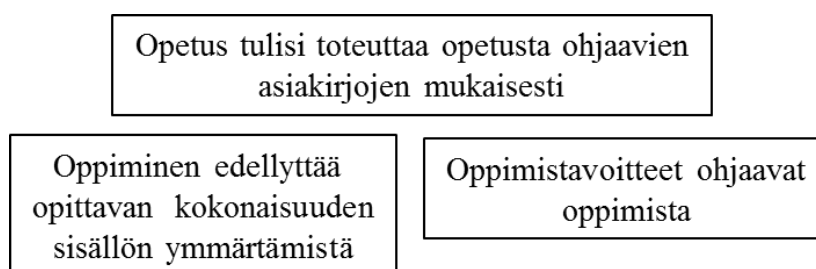 Opetus tulisi toteuttaa opetusta ohjaavien
asiakirjojen mukaisesti
Oppiminen edellyttää
opittavan kokonaisuuden
sisällön ymmärtämistä
Oppimistavoitteet ohjaavat
oppimista